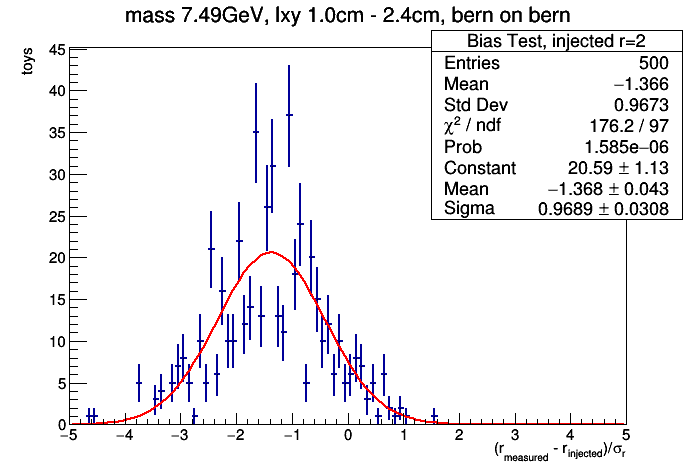 mass 7.49GeV, lxy 1.0cm - 2.4cm, bern on bern
toys
Bias Test, injected r=2
Entries 500
Mean −1.366
Std Dev 0.9673
χ² / ndf 176.2 / 97
Prob 1.585e−06
Constant 20.59 ± 1.13
Mean −1.368 ± 0.043
Sigma 0.9689 ± 0.0308
45
40
35
30
25
20
15
10
5
0
−5 −4 −3 −2 −1 0 1 2 3 4 5
(r_measured - r_injected)/σ_r